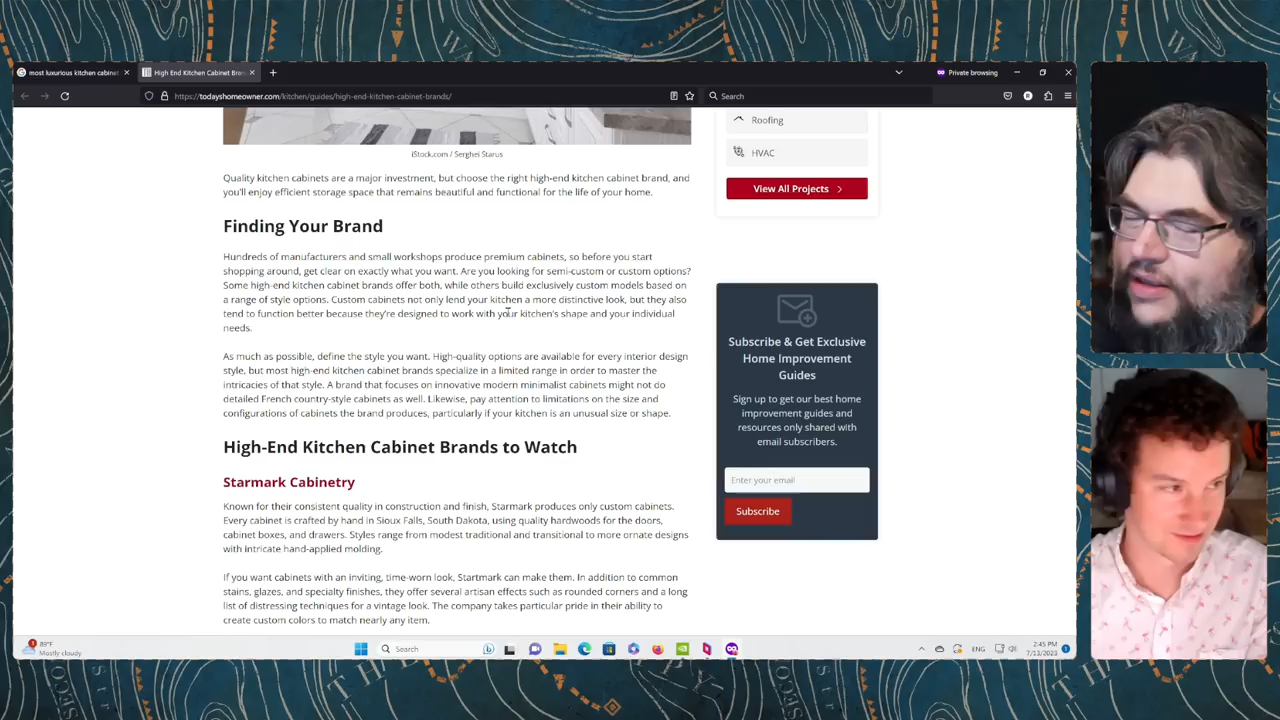 most luxurious kitchen cabinet
High End Kitchen Cabinet Bran
Private browsing
https://todayshomeowner.com/kitchen/guides/high-end-kitchen-cabinet-brands/
Search
iStock.com / Serghei Starus
Quality kitchen cabinets are a major investment, but choose the right high-end kitchen cabinet brand, and
you'll enjoy efficient storage space that remains beautiful and functional for the life of your home.
Finding Your Brand
Hundreds of manufacturers and small workshops produce premium cabinets, so before you start
shopping around, get clear on exactly what you want. Are you looking for semi-custom or custom options?
Some high-end kitchen cabinet brands offer both, while others build exclusively custom models based on
a range of style options. Custom cabinets not only lend your kitchen a more distinctive look, but they also
tend to function better because they're designed to work with your kitchen's shape and your individual
needs.
As much as possible, define the style you want. High-quality options are available for every interior design
style, but most high-end kitchen cabinet brands specialize in a limited range in order to master the
intricacies of that style. A brand that focuses on innovative modern minimalist cabinets might not do
detailed French country-style cabinets as well. Likewise, pay attention to limitations on the size and
configurations of cabinets the brand produces, particularly if your kitchen is an unusual size or shape.
High-End Kitchen Cabinet Brands to Watch
Starmark Cabinetry
Known for their consistent quality in construction and finish, Starmark produces only custom cabinets.
Every cabinet is crafted by hand in Sioux Falls, South Dakota, using quality hardwoods for the doors,
cabinet boxes, and drawers. Styles range from modest traditional and transitional to more ornate designs
with intricate hand-applied molding.
If you want cabinets with an inviting, time-worn look, Startmark can make them. In addition to common
stains, glazes, and specialty finishes, they offer several artisan effects such as rounded corners and a long
list of distressing techniques for a vintage look. The company takes particular pride in their ability to
create custom colors to match nearly any item.
Roofing
HVAC
View All Projects
Subscribe & Get Exclusive
Home Improvement
Guides
Sign up to get our best home
improvement guides and
resources only shared with
email subscribers.
Enter your email
Subscribe
89°F
Mostly cloudy
Search
ENG
2:45 PM
7/13/2023